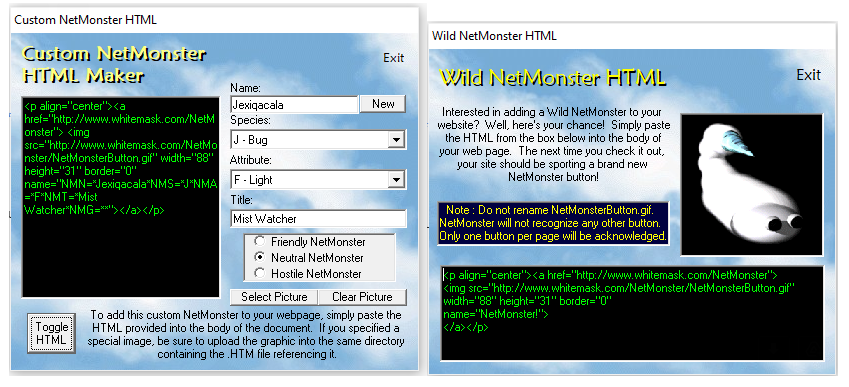 Custom NetMonster HTML
Custom NetMonster
HTML Maker
Exit
<p align="center"><a
href="http://www.whitemask.com/NetM
onster"> <img
src="http://www.whitemask.com/NetMo
nster/NetMonsterButton.gif" width="88"
height="31" border="0"
name="NMN=*Jexiqacala*NMS=*J*NMA
=*F*NMT=*Mist
Watcher*NMG=**"></a></p>
Name:
Jexiqacala
New
Species:
J - Bug
Attribute:
F - Light
Title:
Mist Watcher
Friendly NetMonster
Neutral NetMonster
Hostile NetMonster
Select Picture
Clear Picture
Toggle
HTML
To add this custom NetMonster to your webpage, simply paste the
HTML provided into the body of the document. If you specified a
special image, be sure to upload the graphic into the same directory
containing the .HTM file referencing it.
Wild NetMonster HTML
Wild NetMonster HTML
Exit
Interested in adding a Wild NetMonster to your
website? Well, here's your chance! Simply paste
the HTML from the box below into the body of
your web page. The next time you check it out,
your site should be sporting a brand new
NetMonster button!
Note : Do not rename NetMonsterButton.gif.
NetMonster will not recognize any other button.
Only one button per page will be acknowledged.
<p align="center"><a href="http://www.whitemask.com/NetMonster">
<img src="http://www.whitemask.com/NetMonster/NetMonsterButton.gif"
width="88" height="31" border="0"
name="NetMonster!">
</a></p>